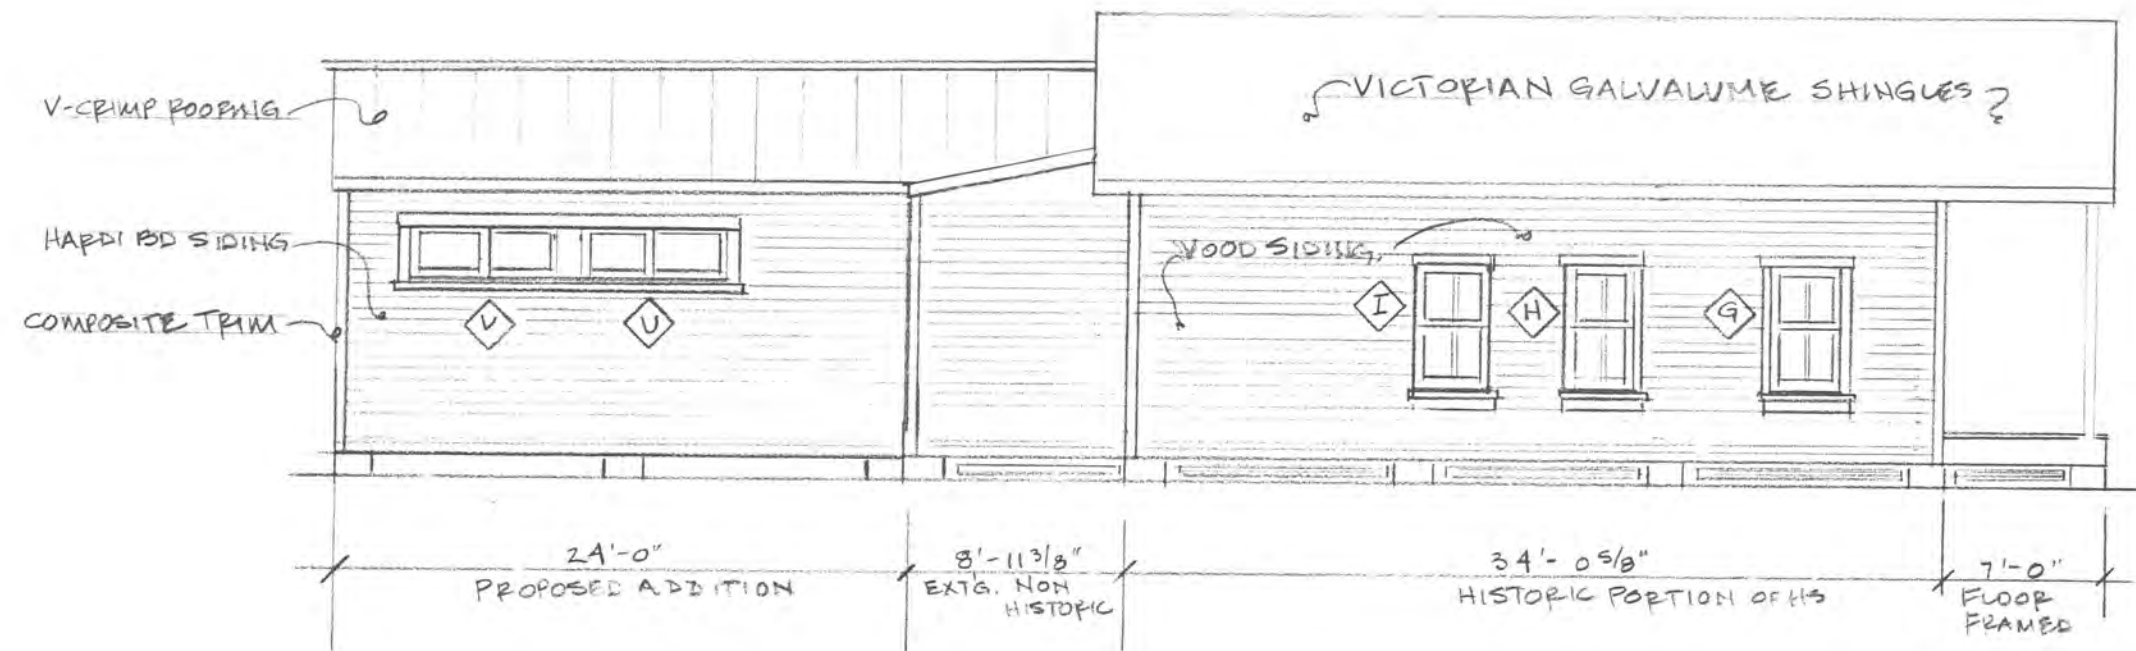 V-CRIMP ROOFING
VICTORIAN GALVALUME SHINGLES
HARDI BD SIDING
WOOD SIDING
COMPOSITE TRIM
V
U
I
H
G
24'-0"
PROPOSED ADDITION
8'-11 3/8"
EXT'G. NON
HISTORIC
34'-0 5/8"
HISTORIC PORTION OF HS
7'-0"
FLOOR
FRAMED